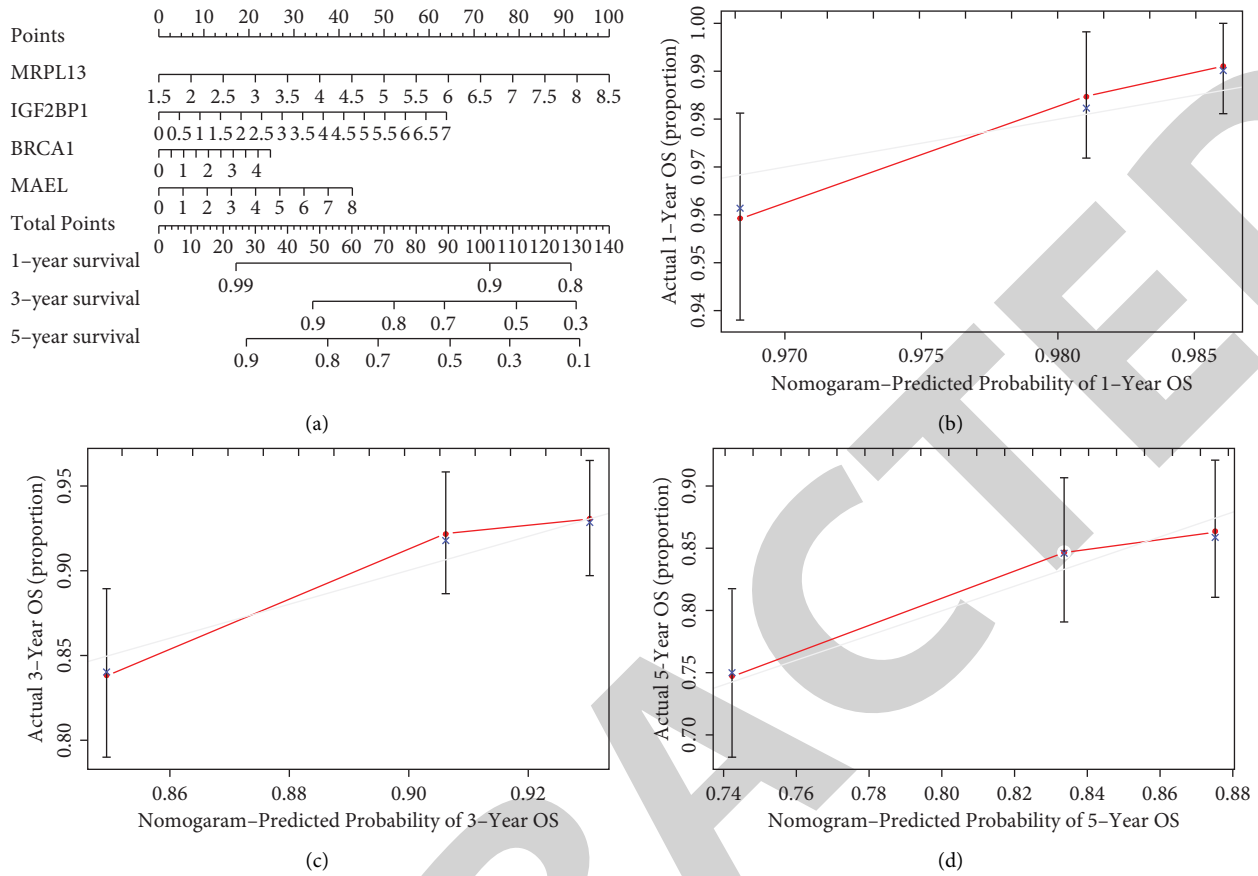 0 10 20 30 40 50 60 70 80 90 100
Points
MRPL13
1.5 2 2.5 3 3.5 4 4.5 5 5.5 6 6.5 7 7.5 8 8.5
IGF2BP1
0 0.5 1 1.5 2 2.5 3 3.5 4 4.5 5 5.5 6 6.5 7
BRCA1
0 1 2 3 4
MAEL
0 1 2 3 4 5 6 7 8
Total Points
0 10 20 30 40 50 60 70 80 90 100 110 120 130 140
1–year survival
0.99 0.9 0.8
3–year survival
0.9 0.8 0.7 0.5 0.3
5–year survival
0.9 0.8 0.7 0.5 0.3 0.1
(a)
Actual 1–Year OS (proportion)
1.00
0.99
0.98
0.97
0.96
0.95
0.94
0.970 0.975 0.980 0.985
Nomogaram–Predicted Probability of 1–Year OS
(b)
Actual 3–Year OS (proportion)
0.95
0.90
0.85
0.80
0.86 0.88 0.90 0.92
Nomogaram–Predicted Probability of 3–Year OS
(c)
Actual 5-Year OS (proportion)
0.90
0.85
0.80
0.75
0.70
0.74 0.76 0.78 0.80 0.82 0.84 0.86 0.88
Nomogram–Predicted Probability of 5–Year OS
(d)